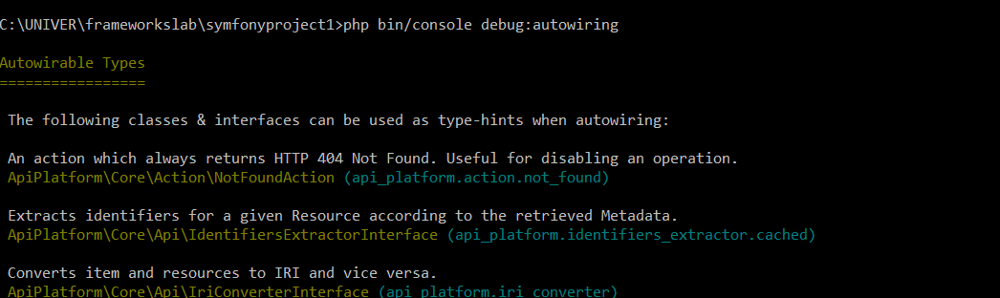 C:\UNIVER\frameworkslab\symfonyproject1>php bin/console debug:autowiring
Autowirable Types
=================
The following classes & interfaces can be used as type-hints when autowiring:
An action which always returns HTTP 404 Not Found. Useful for disabling an operation.
ApiPlatform\Core\Action\NotFoundAction (api_platform.action.not_found)
Extracts identifiers for a given Resource according to the retrieved Metadata.
ApiPlatform\Core\Api\IdentifiersExtractorInterface (api_platform.identifiers_extractor.cached)
Converts item and resources to IRI and vice versa.
ApiPlatform\Core\Api\IriConverterInterface (api_platform.iri_converter)